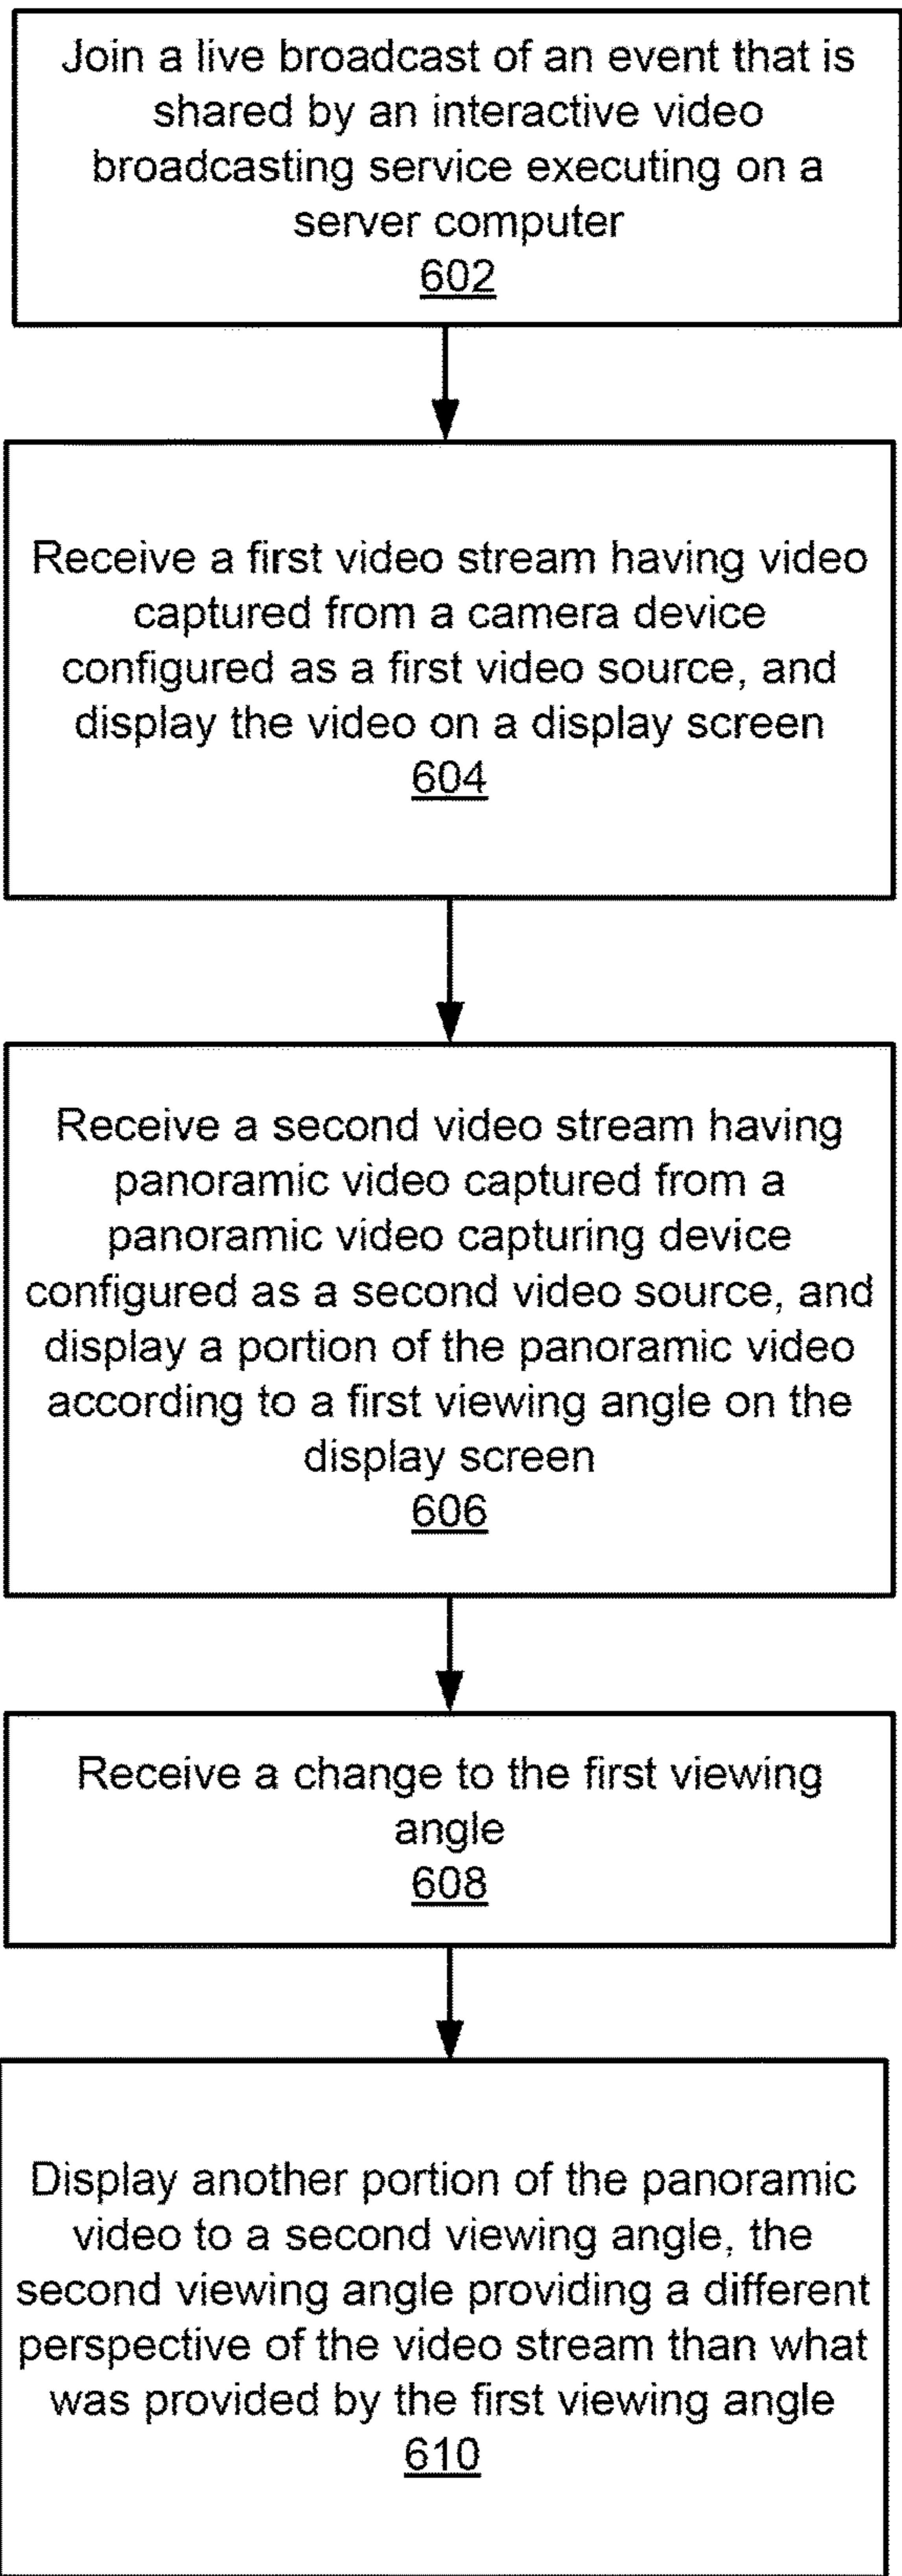 Join a live broadcast of an event that is
shared by an interactive video
broadcasting service executing on a
server computer
602
Receive a first video stream having video
captured from a camera device
configured as a first video source, and
display the video on a display screen
604
Receive a second video stream having
panoramic video captured from a
panoramic video capturing device
configured as a second video source, and
display a portion of the panoramic video
according to a first viewing angle on the
display screen
606
Receive a change to the first viewing
angle
608
Display another portion of the panoramic
video to a second viewing angle, the
second viewing angle providing a different
perspective of the video stream than what
was provided by the first viewing angle
610